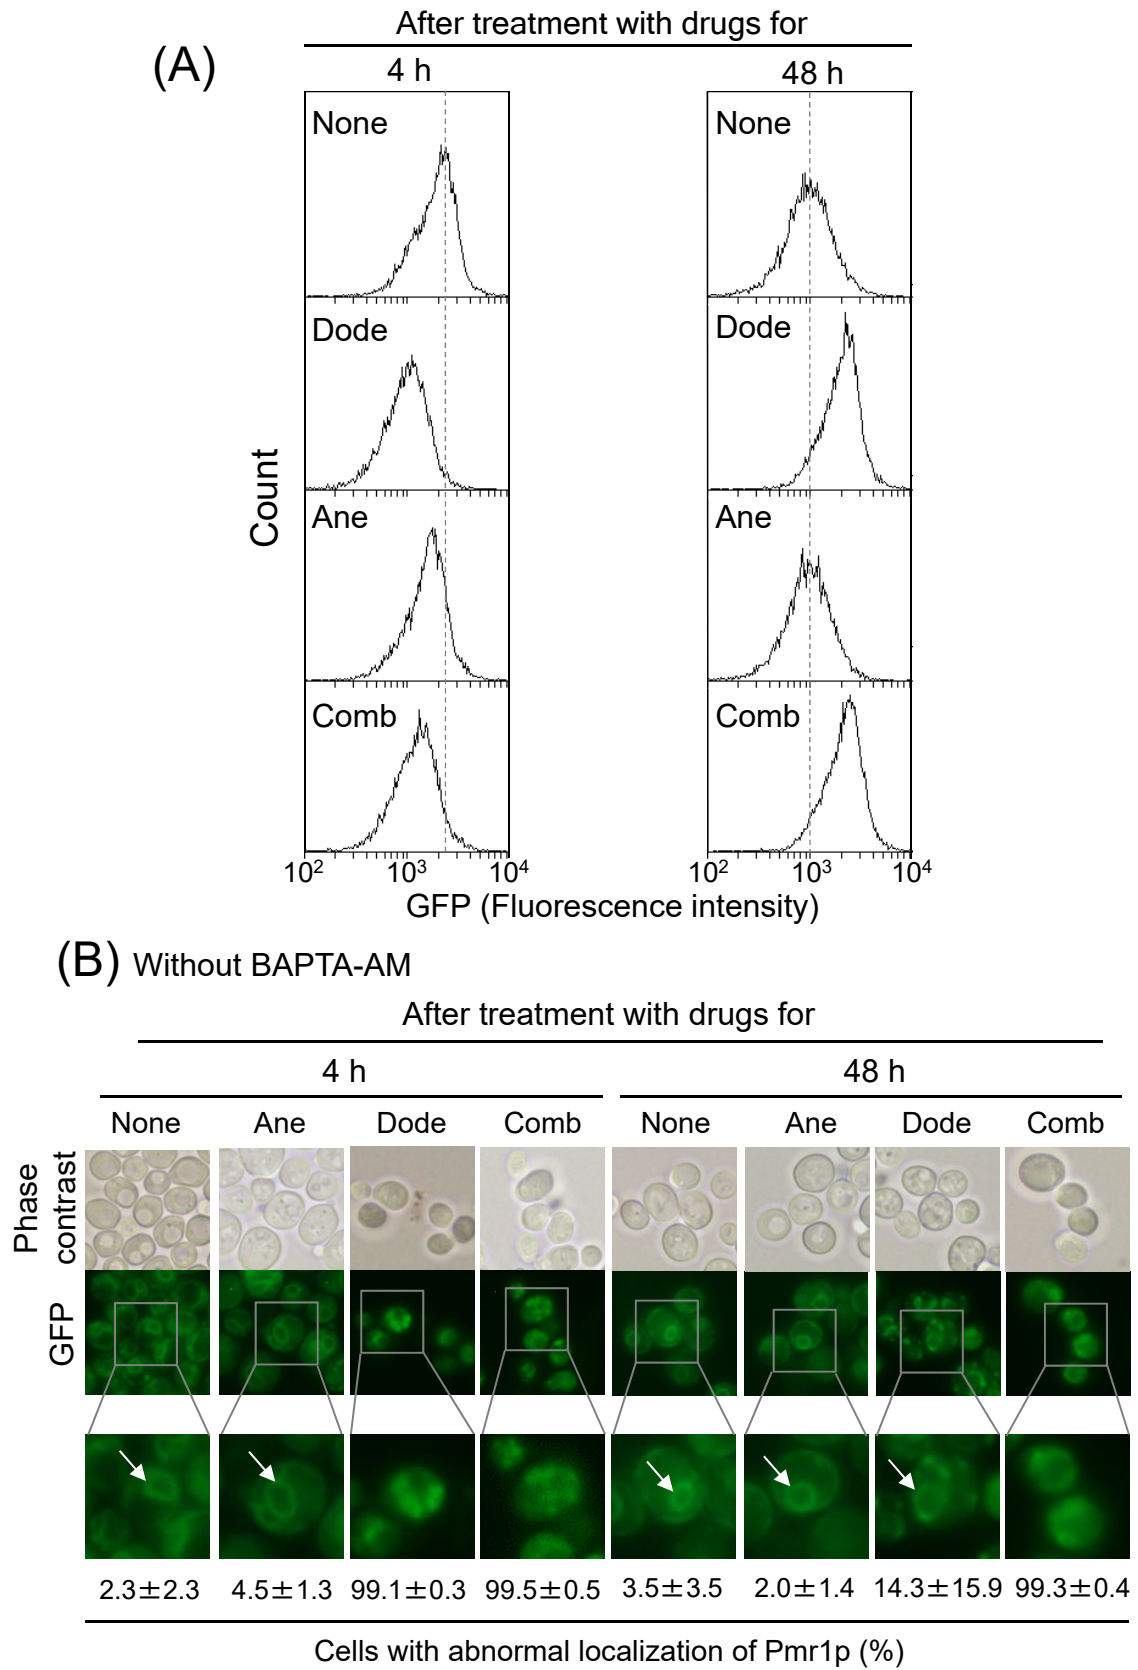 After treatment with drugs for
(A)
4 h
48 h
None
None
Dode
Dode
Ane
Ane
Comb
Comb
Count
10² 10³ 10⁴
10² 10³ 10⁴
GFP (Fluorescence intensity)
(B) Without BAPTA-AM
After treatment with drugs for
4 h
48 h
None Ane Dode Comb None Ane Dode Comb
Phase
contrast
GFP
2.3±2.3 4.5±1.3 99.1±0.3 99.5±0.5 3.5±3.5 2.0±1.4 14.3±15.9 99.3±0.4
Cells with abnormal localization of Pmr1p (%)